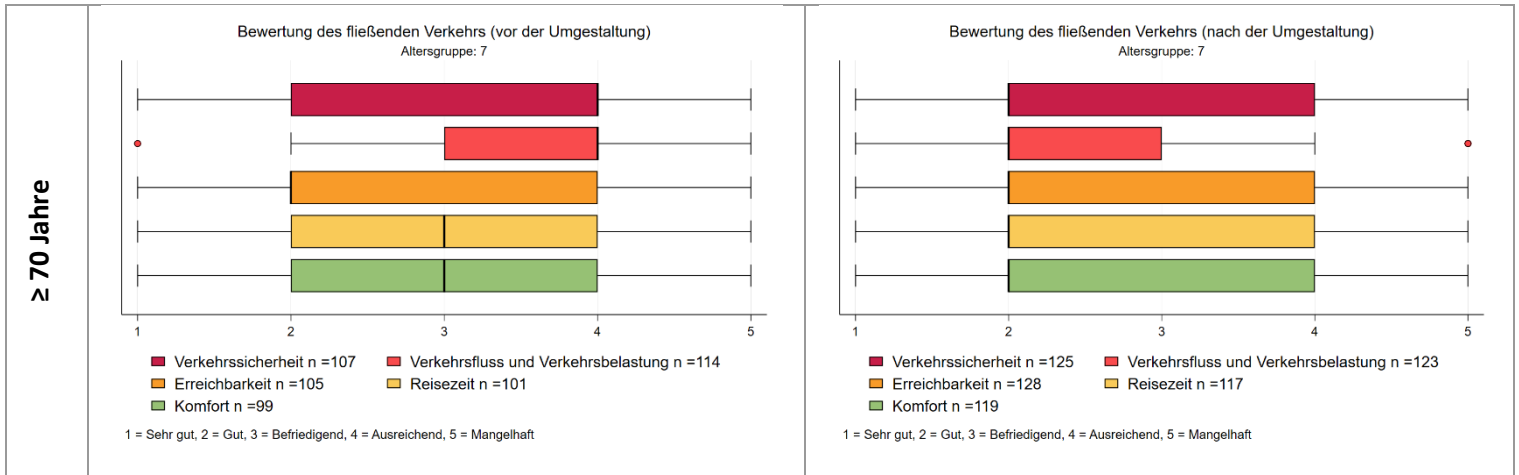 ≥ 70 Jahre
Bewertung des fließenden Verkehrs (vor der Umgestaltung)
Altersgruppe: 7
1 2 3 4 5
Verkehrssicherheit n =107 Verkehrsfluss und Verkehrsbelastung n =114
Erreichbarkeit n =105 Reisezeit n =101
Komfort n =99
1 = Sehr gut, 2 = Gut, 3 = Befriedigend, 4 = Ausreichend, 5 = Mangelhaft
Bewertung des fließenden Verkehrs (nach der Umgestaltung)
Altersgruppe: 7
1 2 3 4 5
Verkehrssicherheit n =125 Verkehrsfluss und Verkehrsbelastung n =123
Erreichbarkeit n =128 Reisezeit n =117
Komfort n =119
1 = Sehr gut, 2 = Gut, 3 = Befriedigend, 4 = Ausreichend, 5 = Mangelhaft